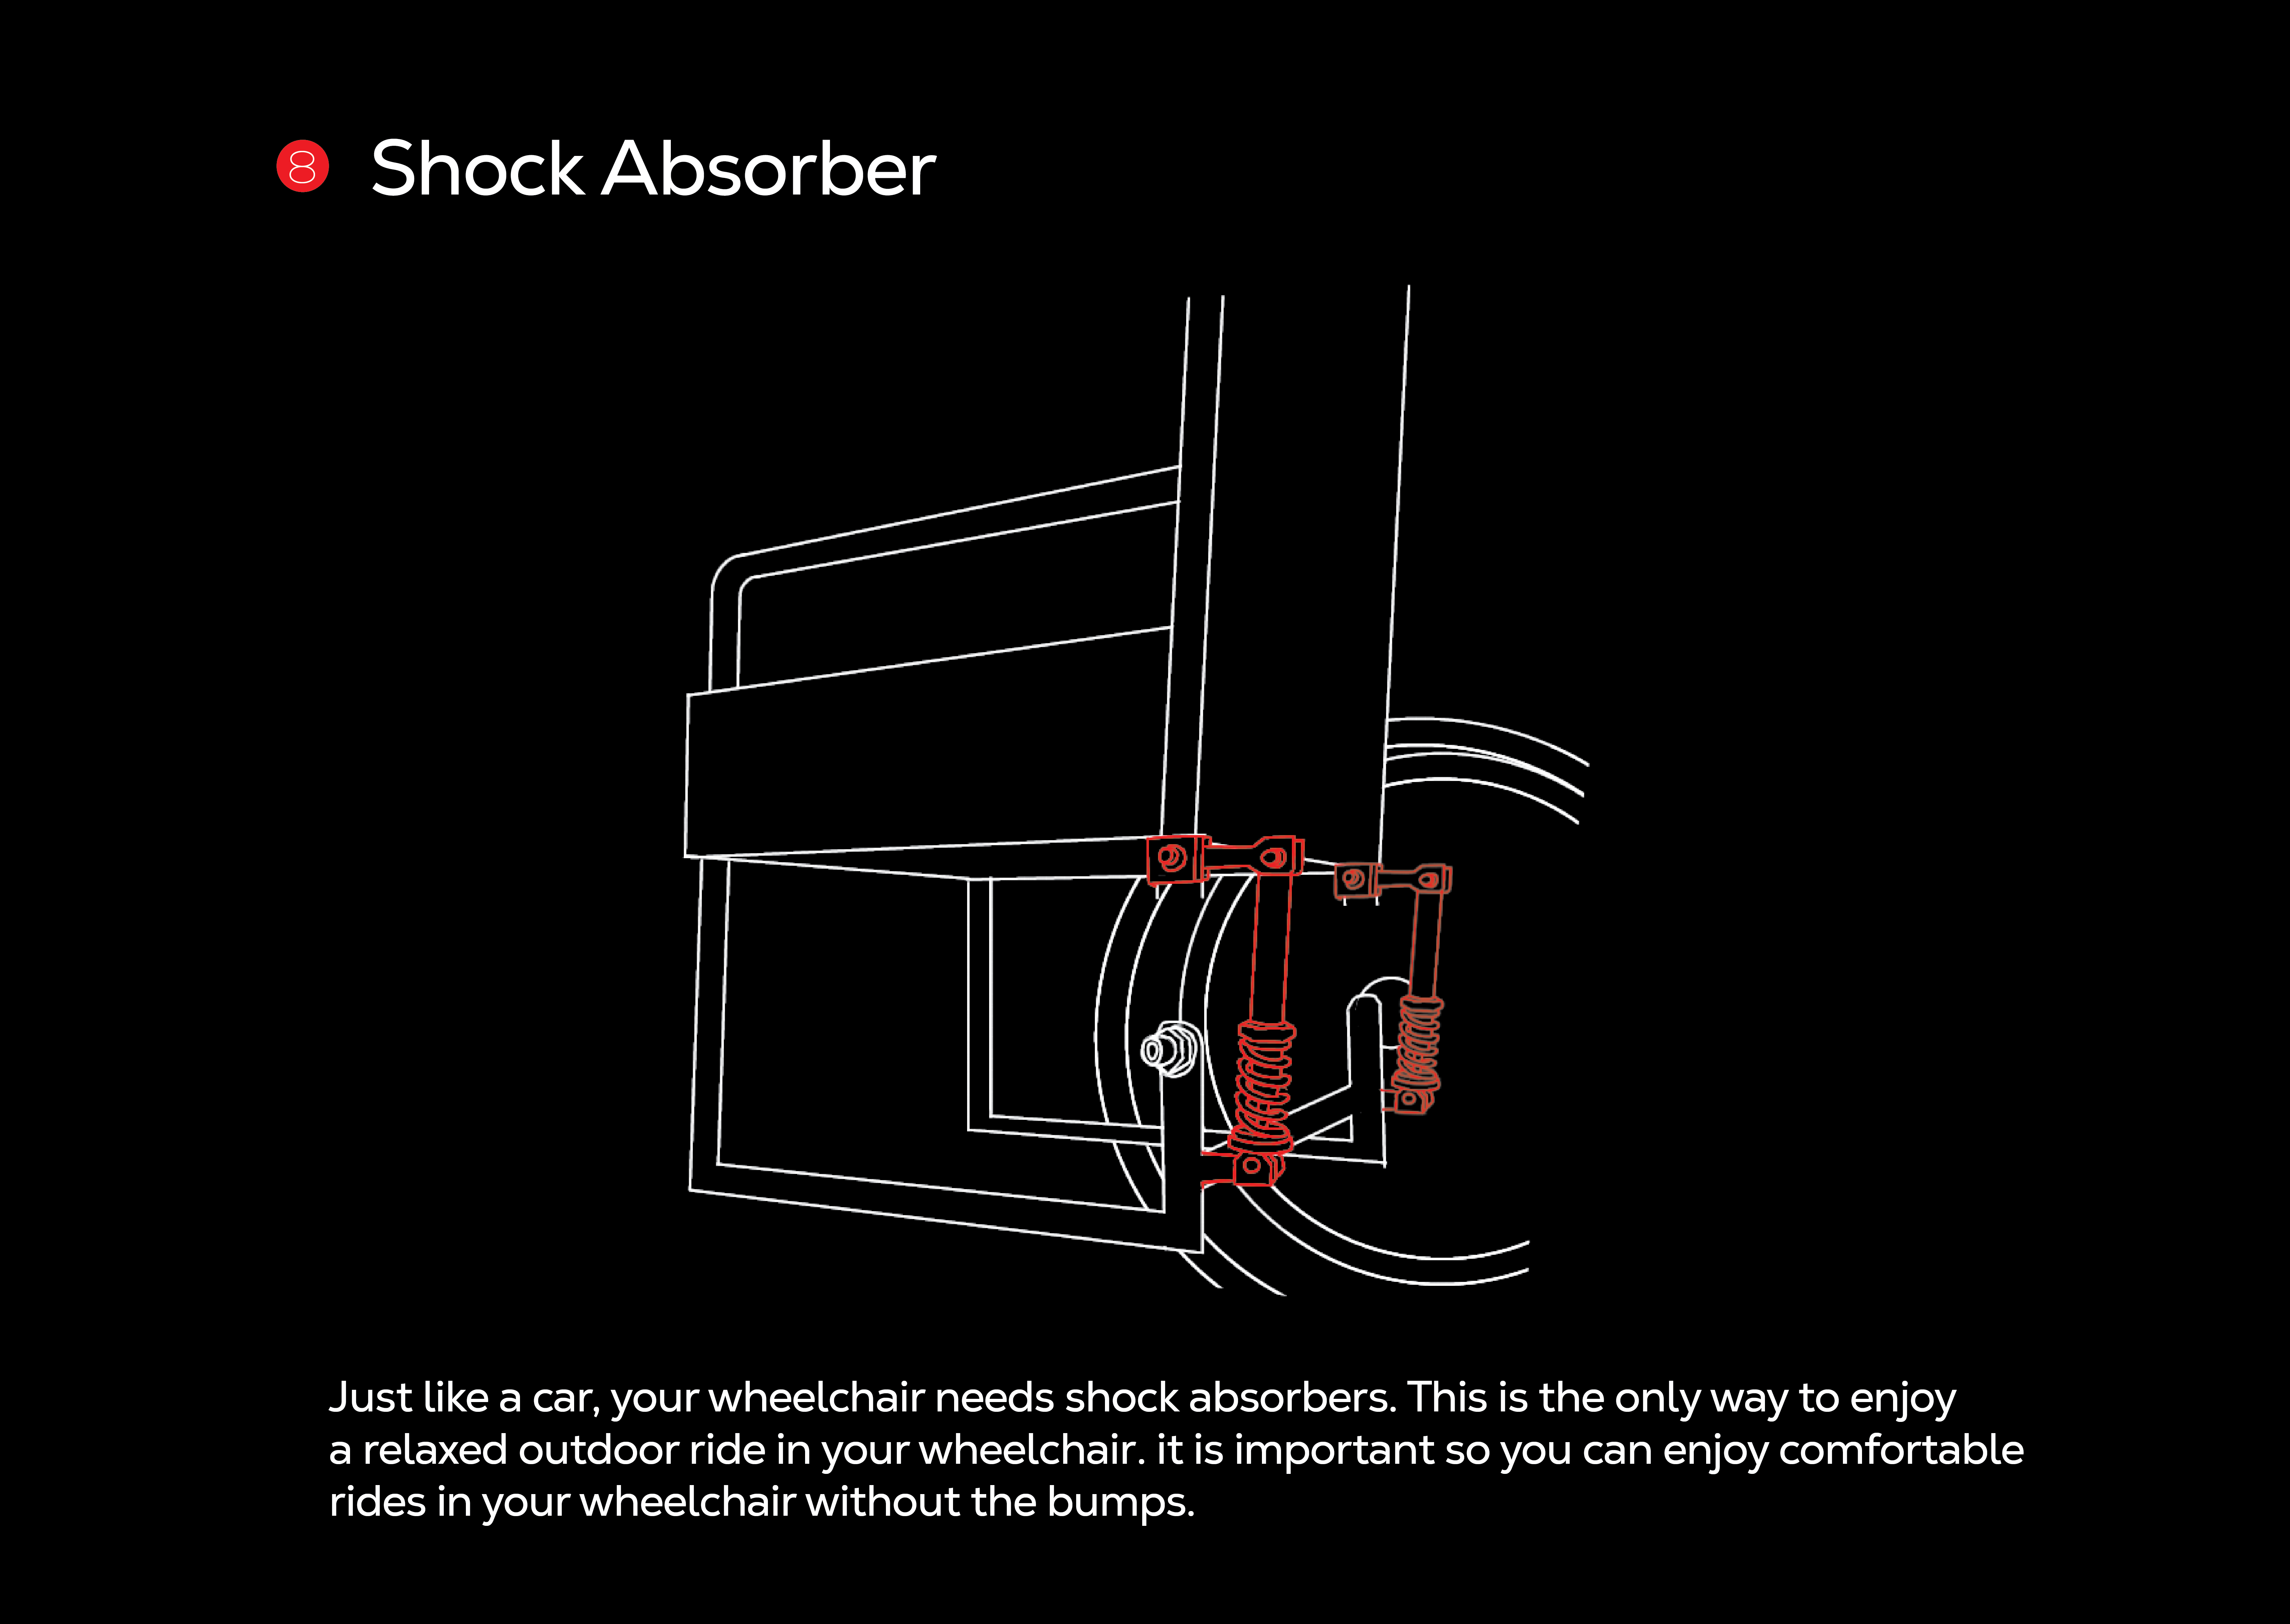 8 Shock Absorber
Just like a car, your wheelchair needs shock absorbers. This is the only way to enjoy
a relaxed outdoor ride in your wheelchair. it is important so you can enjoy comfortable
rides in your wheelchair without the bumps.